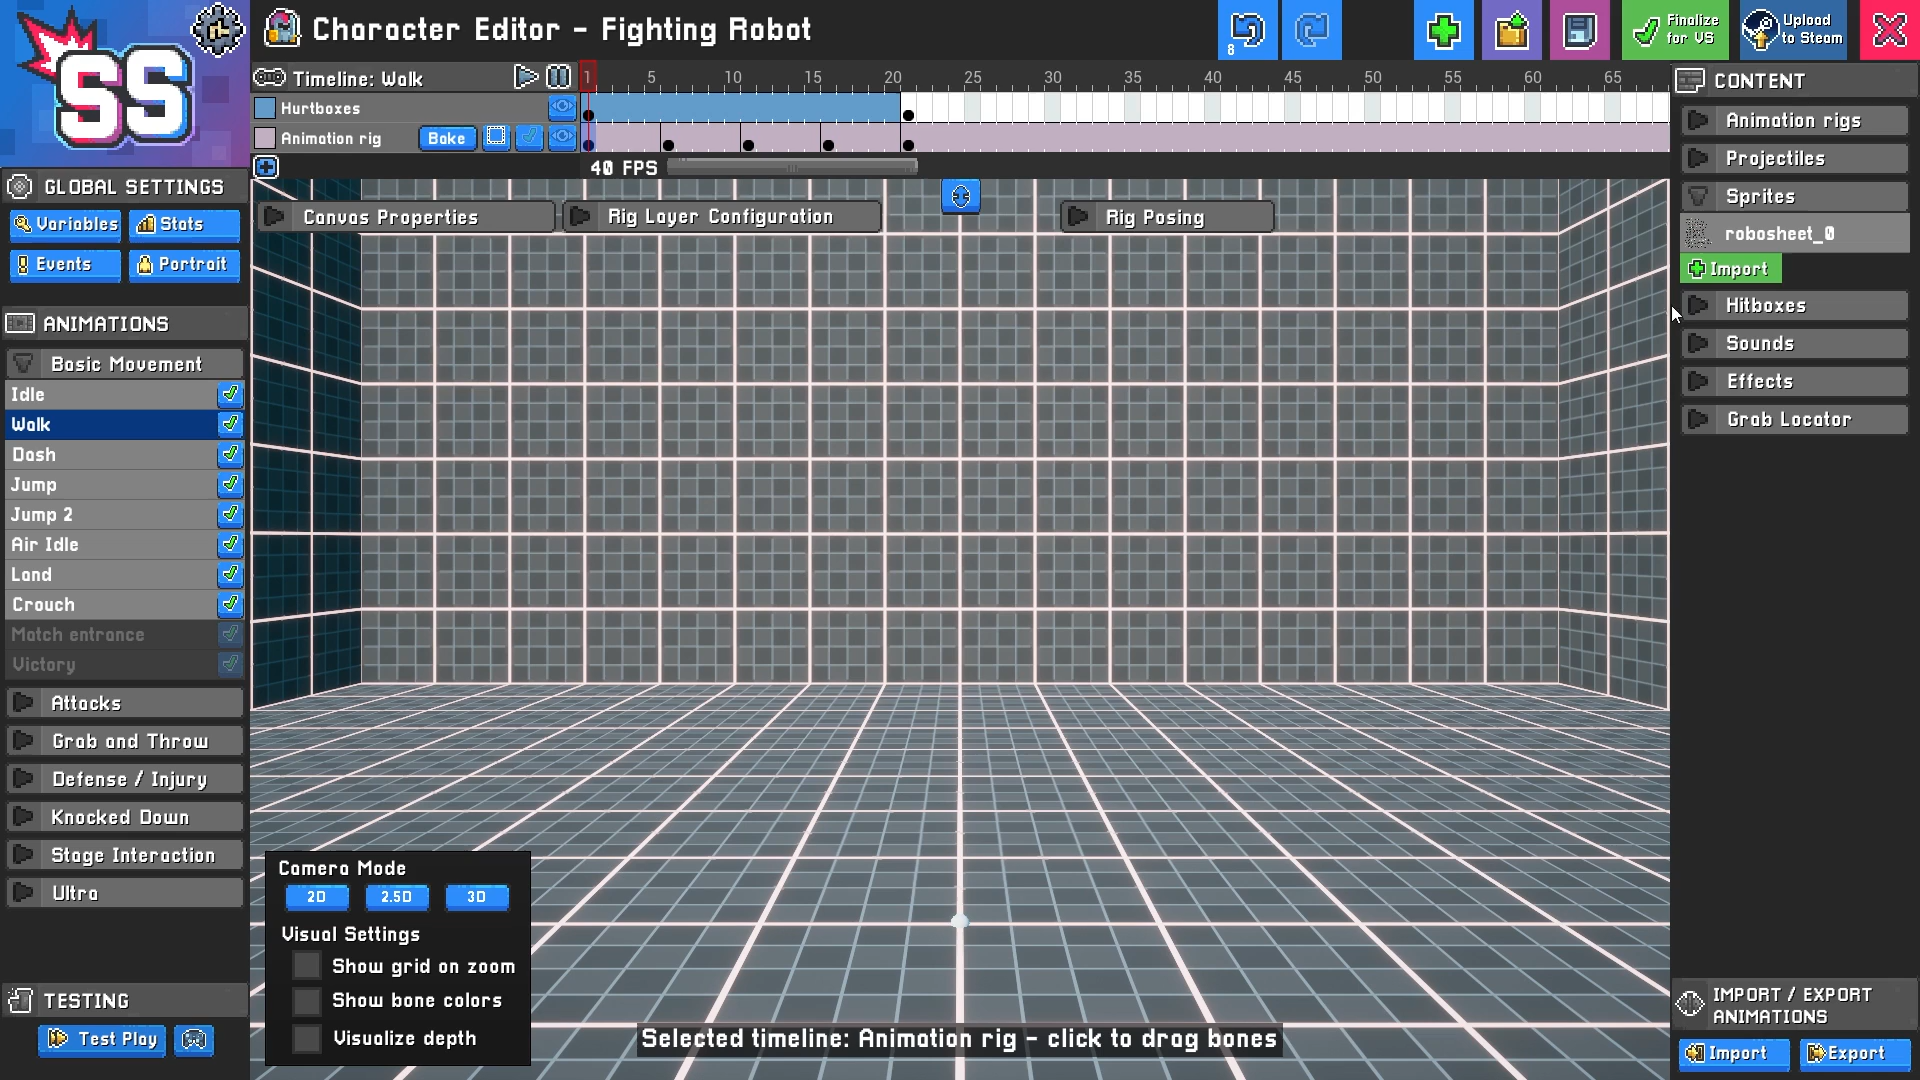 SS
Character Editor - Fighting Robot
8
Finalize for VS
Upload to Steam
Timeline: Walk
1 5 10 15 20 25 30 35 40 45 50 55 60 65
Hurtboxes
Animation rig
Bake
40 FPS
GLOBAL SETTINGS
Variables
Stats
Events
Portrait
ANIMATIONS
Basic Movement
Idle
Walk
Dash
Jump
Jump 2
Air Idle
Land
Crouch
Match entrance
Victory
Attacks
Grab and Throw
Defense / Injury
Knocked Down
Stage Interaction
Ultra
TESTING
Test Play
Canvas Properties
Rig Layer Configuration
Rig Posing
Camera Mode
2D
2.5D
3D
Visual Settings
Show grid on zoom
Show bone colors
Visualize depth
Selected timeline: Animation rig - click to drag bones
CONTENT
Animation rigs
Projectiles
Sprites
robosheet_0
Import
Hitboxes
Sounds
Effects
Grab Locator
IMPORT / EXPORT
ANIMATIONS
Import
Export